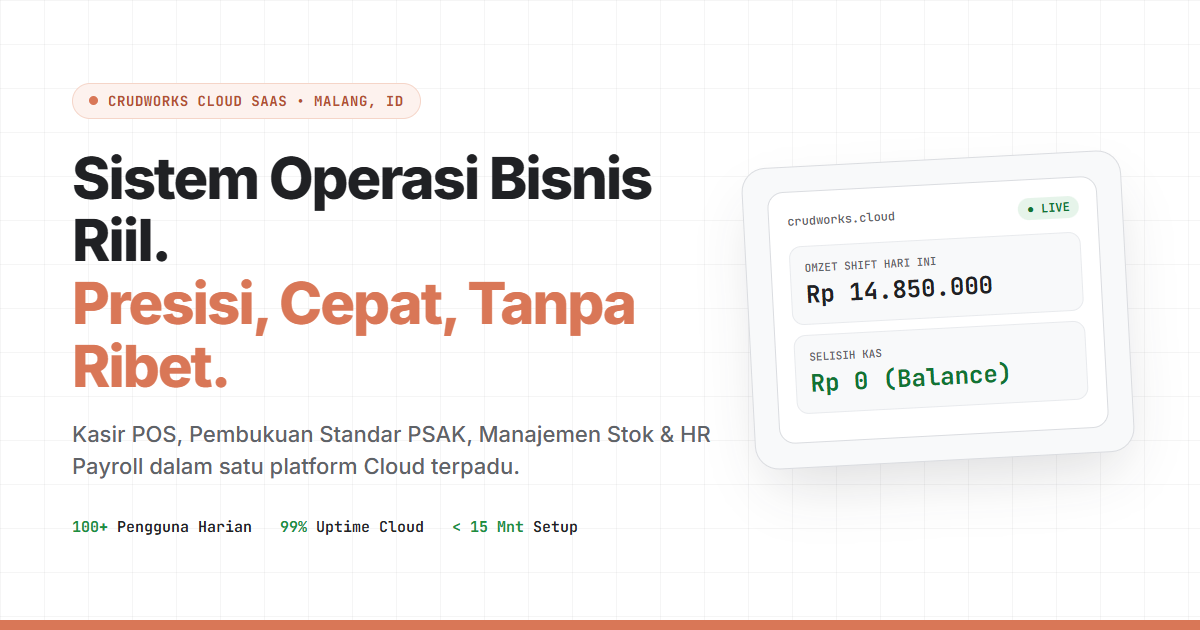 CRUDWORKS CLOUD SAAS • MALANG, ID
Sistem Operasi Bisnis
Riil.
Presisi, Cepat, Tanpa
Ribet.
Kasir POS, Pembukuan Standar PSAK, Manajemen Stok & HR
Payroll dalam satu platform Cloud terpadu.
100+ Pengguna Harian 99% Uptime Cloud < 15 Mnt Setup
crudworks.cloud
● LIVE
OMZET SHIFT HARI INI
Rp 14.850.000
SELISIH KAS
Rp 0 (Balance)